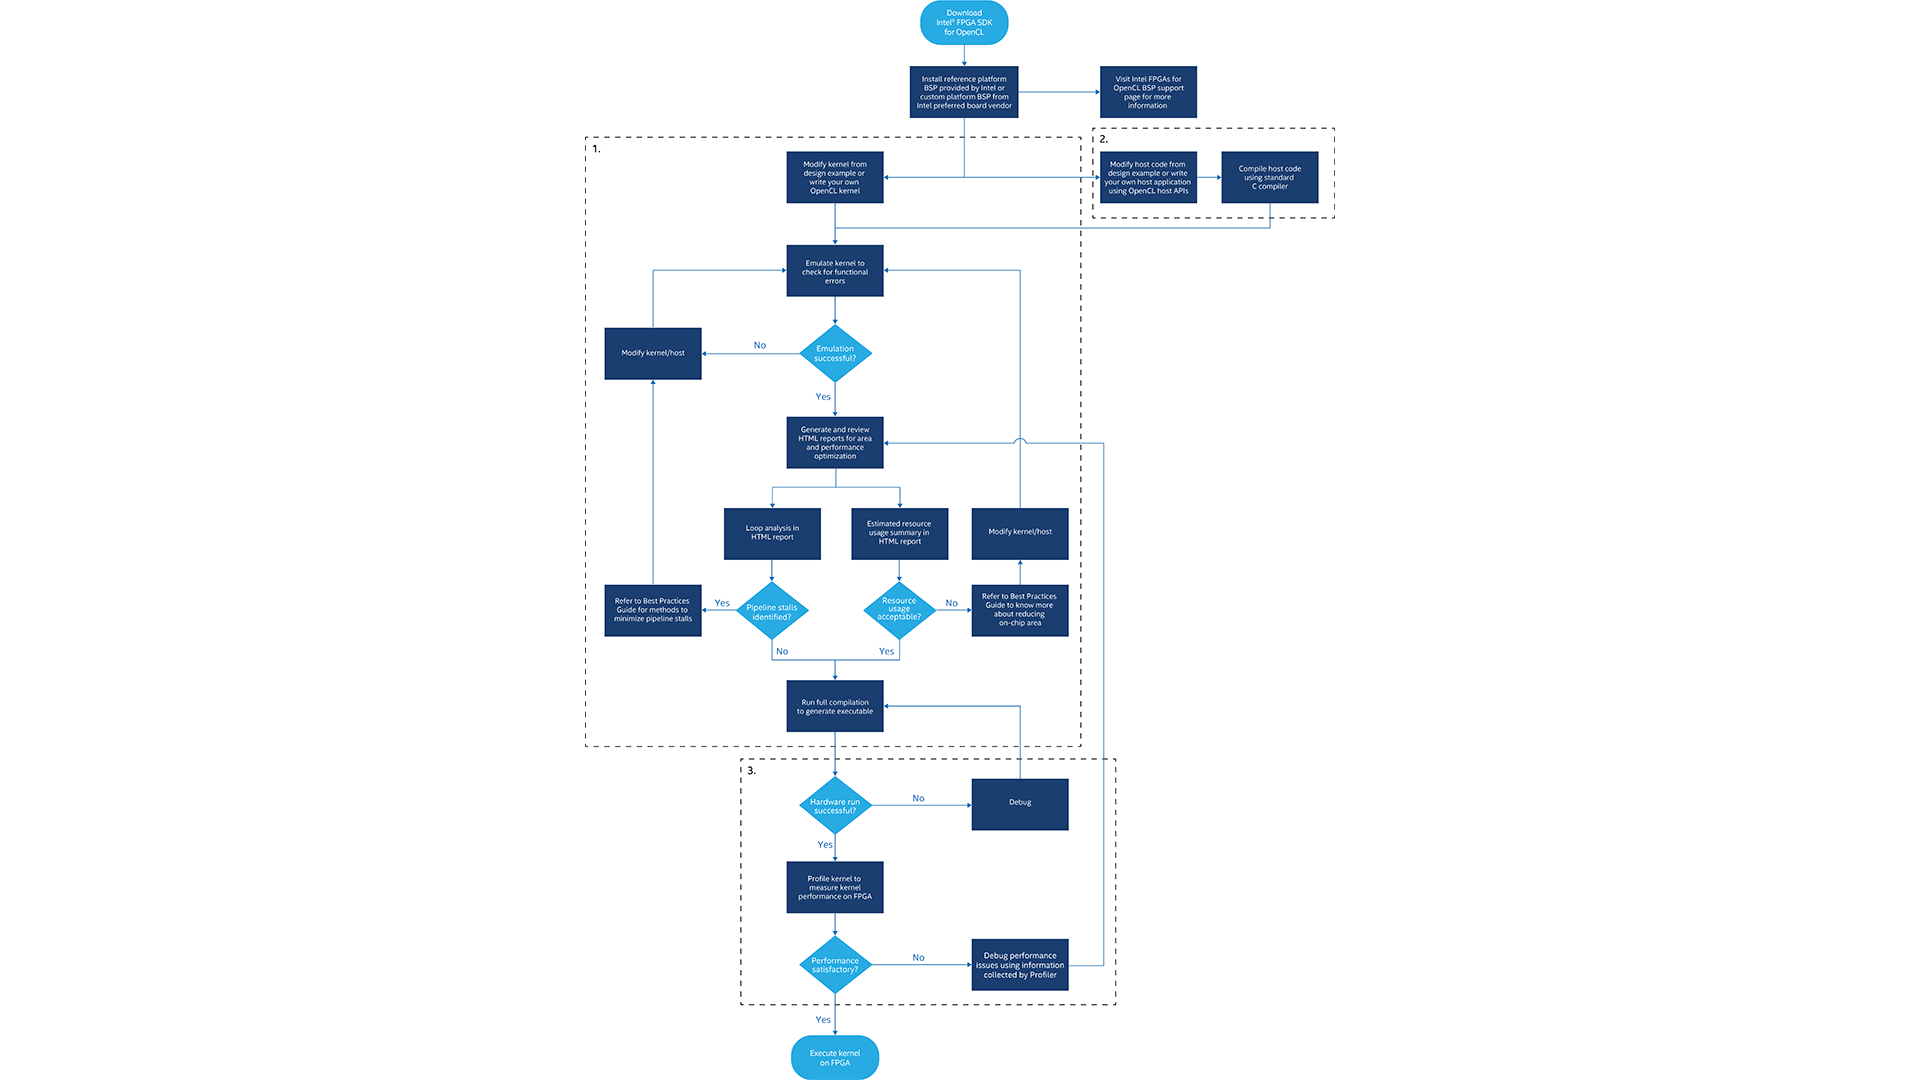 Download
Intel® FPGA SDK
for OpenCL
Install reference platform
BSP provided by Intel or
custom platform BSP from
Intel preferred board vendor
Visit Intel FPGAs for
OpenCL BSP support
page for more
information
1.
2.
Modify kernel from
design example or
write your own
OpenCL kernel
Modify host code from
design example or write
your own host application
using OpenCL host APIs
Compile host code
using standard
C compiler
Emulate kernel to
check for functional
errors
Modify kernel/host
No
Emulation
successful?
Yes
Generate and review
HTML reports for area
and performance
optimization
Loop analysis in
HTML report
Estimated resource
usage summary in
HTML report
Modify kernel/host
Refer to Best Practices
Guide for methods to
minimize pipeline stalls
Yes
Pipeline stalls
identified?
Resource
usage
acceptable?
No
Refer to Best Practices
Guide to know more
about reducing
on-chip area
No
Yes
Run full compilation
to generate executable
3.
Hardware run
successful?
No
Debug
Yes
Profile kernel to
measure kernel
performance on FPGA
Performance
satisfactory?
No
Debug performance
issues using information
collected by Profiler
Yes
Execute kernel
on FPGA